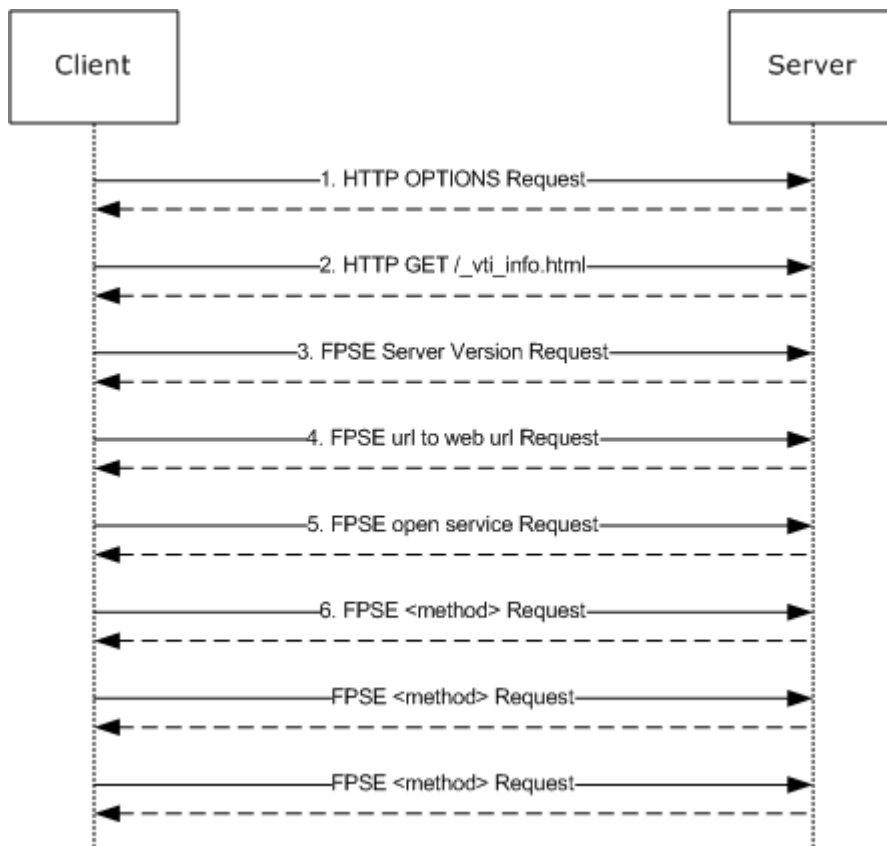 Client
Server
1. HTTP OPTIONS Request
2. HTTP GET /_vti_info.html
3. FPSE Server Version Request
4. FPSE url to web url Request
5. FPSE open service Request
6. FPSE <method> Request
FPSE <method> Request
FPSE <method> Request